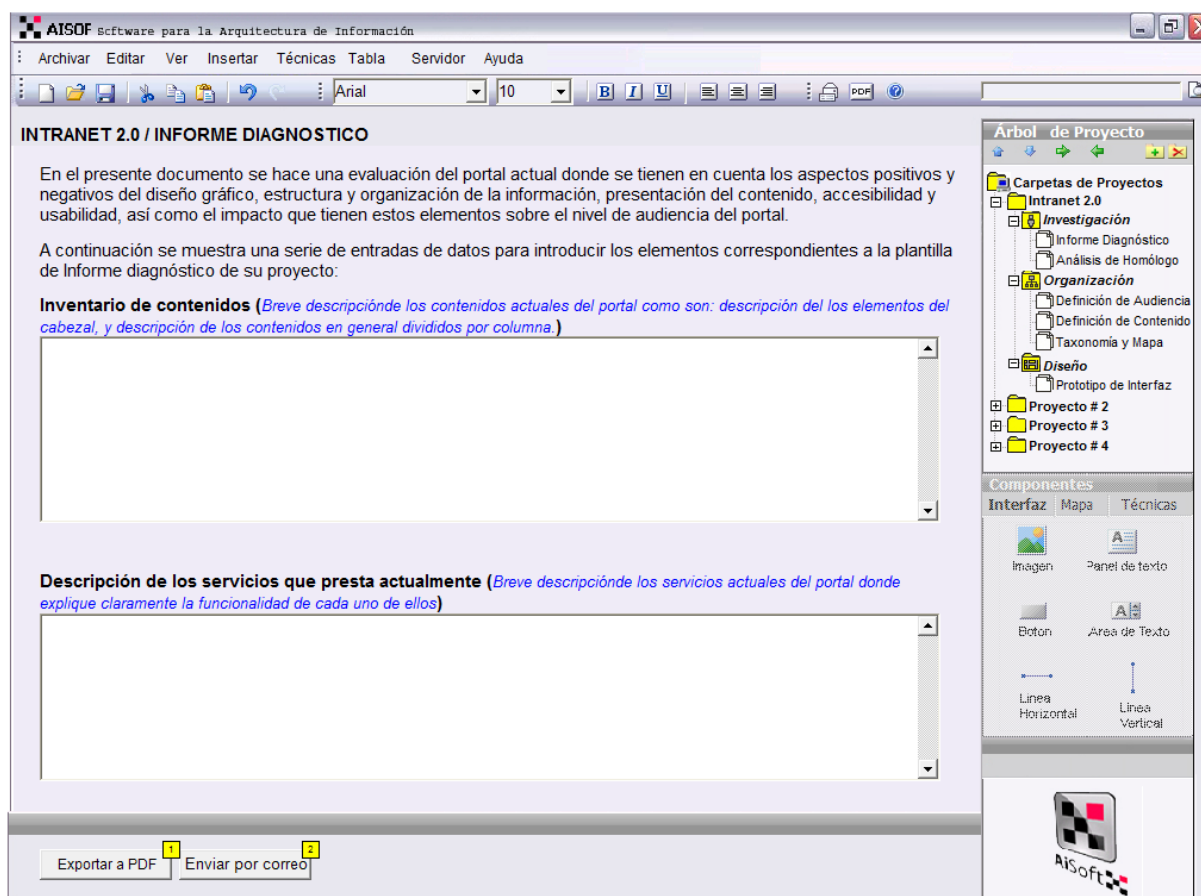 AISOF Scftware para la Arquitectura de Información
Archivar Editar Ver Insertar Técnicas Tabla Servidor Ayuda
Arial 10 B I U PDF
INTRANET 2.0 / INFORME DIAGNOSTICO
En el presente documento se hace una evaluación del portal actual donde se tienen en cuenta los aspectos positivos y
negativos del diseño gráfico, estructura y organización de la información, presentación del contenido, accesibilidad y
usabilidad, así como el impacto que tienen estos elementos sobre el nivel de audiencia del portal.
A continuación se muestra una serie de entradas de datos para introducir los elementos correspondientes a la plantilla
de Informe diagnóstico de su proyecto:
Inventario de contenidos (Breve descripciónde los contenidos actuales del portal como son: descripción del los elementos del
cabezal, y descripción de los contenidos en general divididos por columna.)
Descripción de los servicios que presta actualmente (Breve descripciónde los servicios actuales del portal donde
explique claramente la funcionalidad de cada uno de ellos)
Exportar a PDF 1 Enviar por correo 2
Árbol de Proyecto
Carpetas de Proyectos
Intranet 2.0
Investigación
Informe Diagnóstico
Análisis de Homólogo
Organización
Definición de Audiencia
Definición de Contenido
Taxonomía y Mapa
Diseño
Prototipo de Interfaz
Proyecto # 2
Proyecto # 3
Proyecto # 4
Componentes
Interfaz Mapa Técnicas
Imagen Panel de texto
Boton Area de Texto
Linea
Horizontal
Linea
Vertical
AiSoft